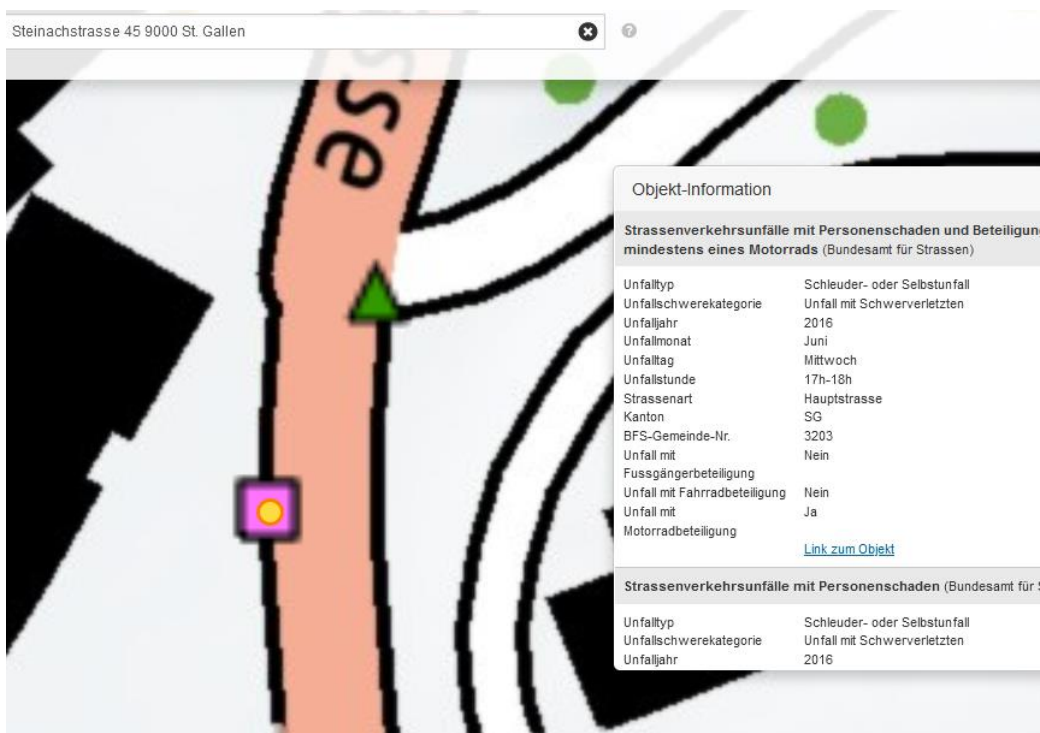 Steinachstrasse 45 9000 St. Gallen
sse
Objekt-Information
Strassenverkehrsunfälle mit Personenschaden und Beteiligung
mindestens eines Motorrads (Bundesamt für Strassen)
Unfalltyp Schleuder- oder Selbstunfall
Unfallschwerekategorie Unfall mit Schwerverletzten
Unfalljahr 2016
Unfallmonat Juni
Unfalltag Mittwoch
Unfallstunde 17h-18h
Strassenart Hauptstrasse
Kanton SG
BFS-Gemeinde-Nr. 3203
Unfall mit Nein
Fussgängerbeteiligung
Unfall mit Fahrradbeteiligung Nein
Unfall mit Ja
Motorradbeteiligung
Link zum Objekt
Strassenverkehrsunfälle mit Personenschaden (Bundesamt für
Unfalltyp Schleuder- oder Selbstunfall
Unfallschwerekategorie Unfall mit Schwerverletzten
Unfalljahr 2016